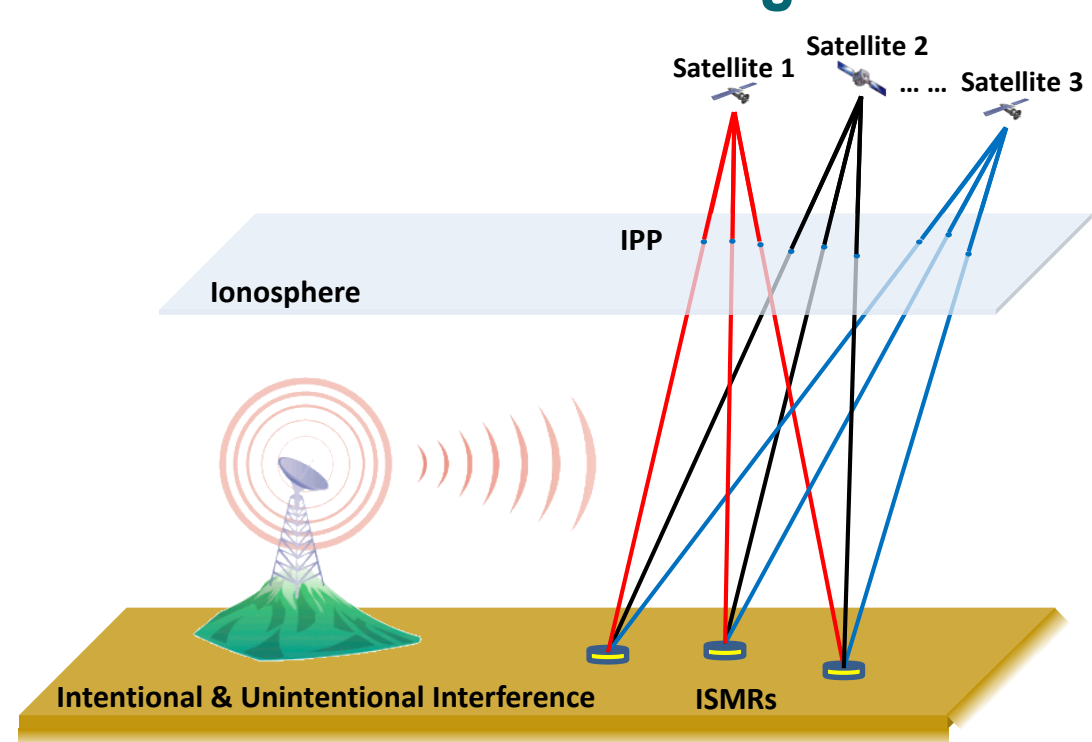 Satellite 2
Satellite 1
… … Satellite 3
IPP
Ionosphere
Intentional & Unintentional Interference
ISMRs